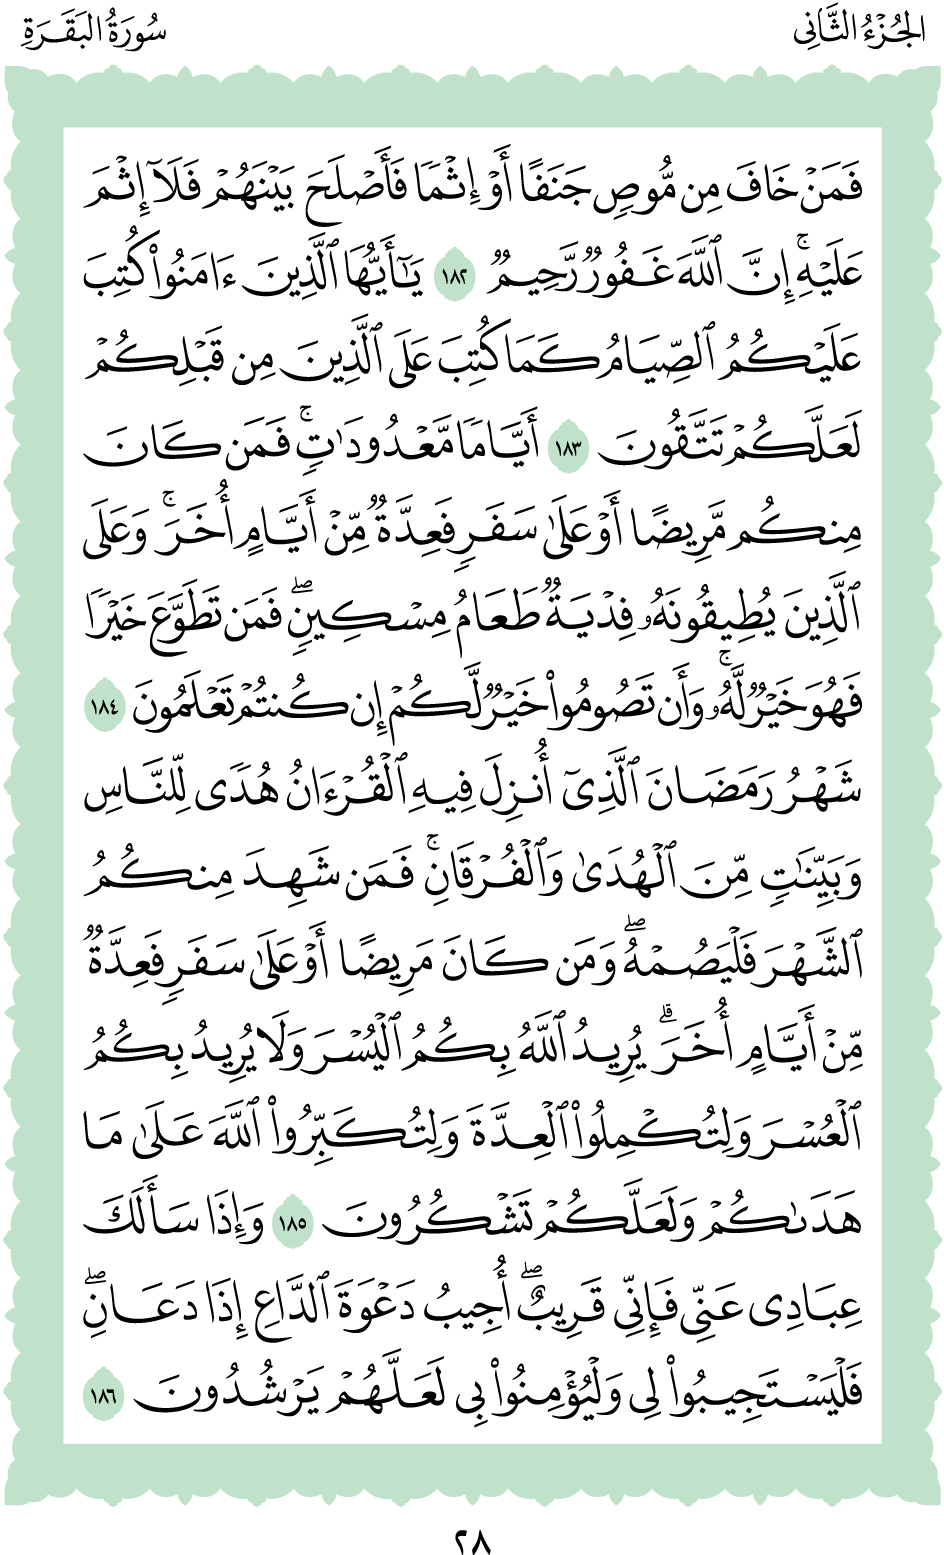 الجُزْءُ الثَّانِى
سُورَةُ البَقَرَةِ
فَمَنْ خَافَ مِن مُّوصٍ جَنَفًا أَوْ إِثْمًا فَأَصْلَحَ بَيْنَهُمْ فَلَآ إِثْمَ
عَلَيْهِۚ إِنَّ ٱللَّهَ غَفُورٌ رَّحِيمٌ ١٨٢ يَٰٓأَيُّهَا ٱلَّذِينَ ءَامَنُوا۟ كُتِبَ
عَلَيْكُمُ ٱلصِّيَامُ كَمَا كُتِبَ عَلَى ٱلَّذِينَ مِن قَبْلِكُمْ
لَعَلَّكُمْ تَتَّقُونَ ١٨٣ أَيَّامًا مَّعْدُودَٰتٍۚ فَمَن كَانَ
مِنكُم مَّرِيضًا أَوْ عَلَىٰ سَفَرٍ فَعِدَّةٌ مِّنْ أَيَّامٍ أُخَرَۚ وَعَلَى
ٱلَّذِينَ يُطِيقُونَهُۥ فِدْيَةٌ طَعَامُ مِسْكِينٍۖ فَمَن تَطَوَّعَ خَيْرًا
فَهُوَ خَيْرٌ لَّهُۥۚ وَأَن تَصُومُوا۟ خَيْرٌ لَّكُمْ إِن كُنتُمْ تَعْلَمُونَ ١٨٤
شَهْرُ رَمَضَانَ ٱلَّذِىٓ أُنزِلَ فِيهِ ٱلْقُرْءَانُ هُدًى لِّلنَّاسِ
وَبَيِّنَٰتٍ مِّنَ ٱلْهُدَىٰ وَٱلْفُرْقَانِۚ فَمَن شَهِدَ مِنكُمُ
ٱلشَّهْرَ فَلْيَصُمْهُۖ وَمَن كَانَ مَرِيضًا أَوْ عَلَىٰ سَفَرٍ فَعِدَّةٌ
مِّنْ أَيَّامٍ أُخَرَۗ يُرِيدُ ٱللَّهُ بِكُمُ ٱلْيُسْرَ وَلَا يُرِيدُ بِكُمُ
ٱلْعُسْرَ وَلِتُكْمِلُوا۟ ٱلْعِدَّةَ وَلِتُكَبِّرُوا۟ ٱللَّهَ عَلَىٰ مَا
هَدَىٰكُمْ وَلَعَلَّكُمْ تَشْكُرُونَ ١٨٥ وَإِذَا سَأَلَكَ
عِبَادِى عَنِّى فَإِنِّى قَرِيبٌۖ أُجِيبُ دَعْوَةَ ٱلدَّاعِ إِذَا دَعَانِۖ
فَلْيَسْتَجِيبُوا۟ لِى وَلْيُؤْمِنُوا۟ بِى لَعَلَّهُمْ يَرْشُدُونَ ١٨٦
٢٨